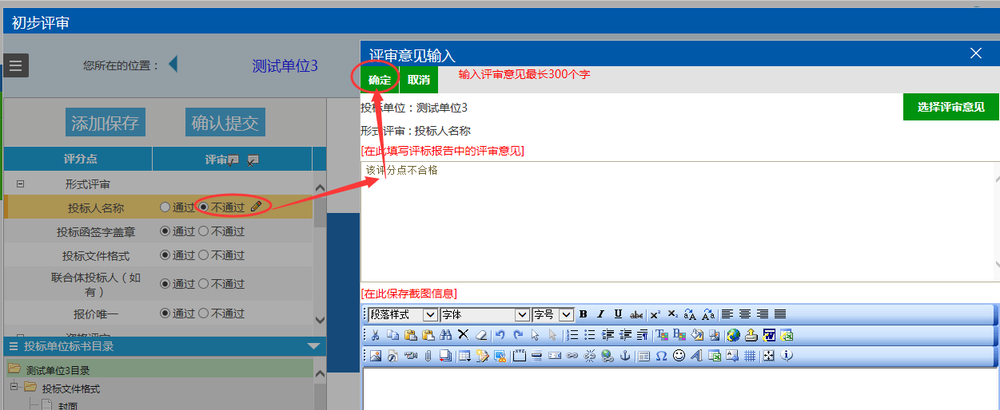 初步评审
您所在的位置：
测试单位3
添加保存 确认提交
评分点 评审
形式评审
投标人名称 通过 不通过
投标函签字盖章 通过 不通过
投标文件格式 通过 不通过
联合体投标人（如
有） 通过 不通过
报价唯一 通过 不通过
资格评审
投标单位标书目录
测试单位3目录
投标文件格式
封面
评审意见输入
确定 取消 输入评审意见最长300个字
投标单位：测试单位3
选择评审意见
形式评审：投标人名称
[在此填写评标报告中的评审意见]
该评分点不合格
[在此保存截图信息]
段落样式 字体 字号 B I U abc